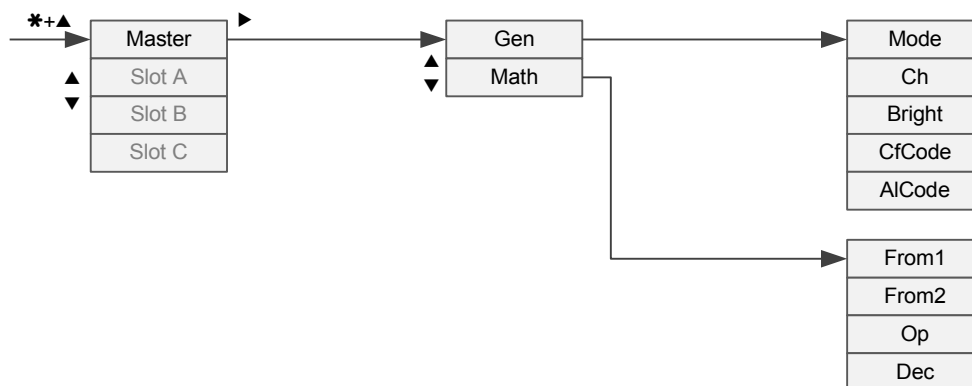 ✱+▲
Master
▶
Slot A
▲
▼
Slot B
Slot C
Gen
▲
▼
Math
Mode
Ch
Bright
CfCode
AlCode
From1
From2
Op
Dec